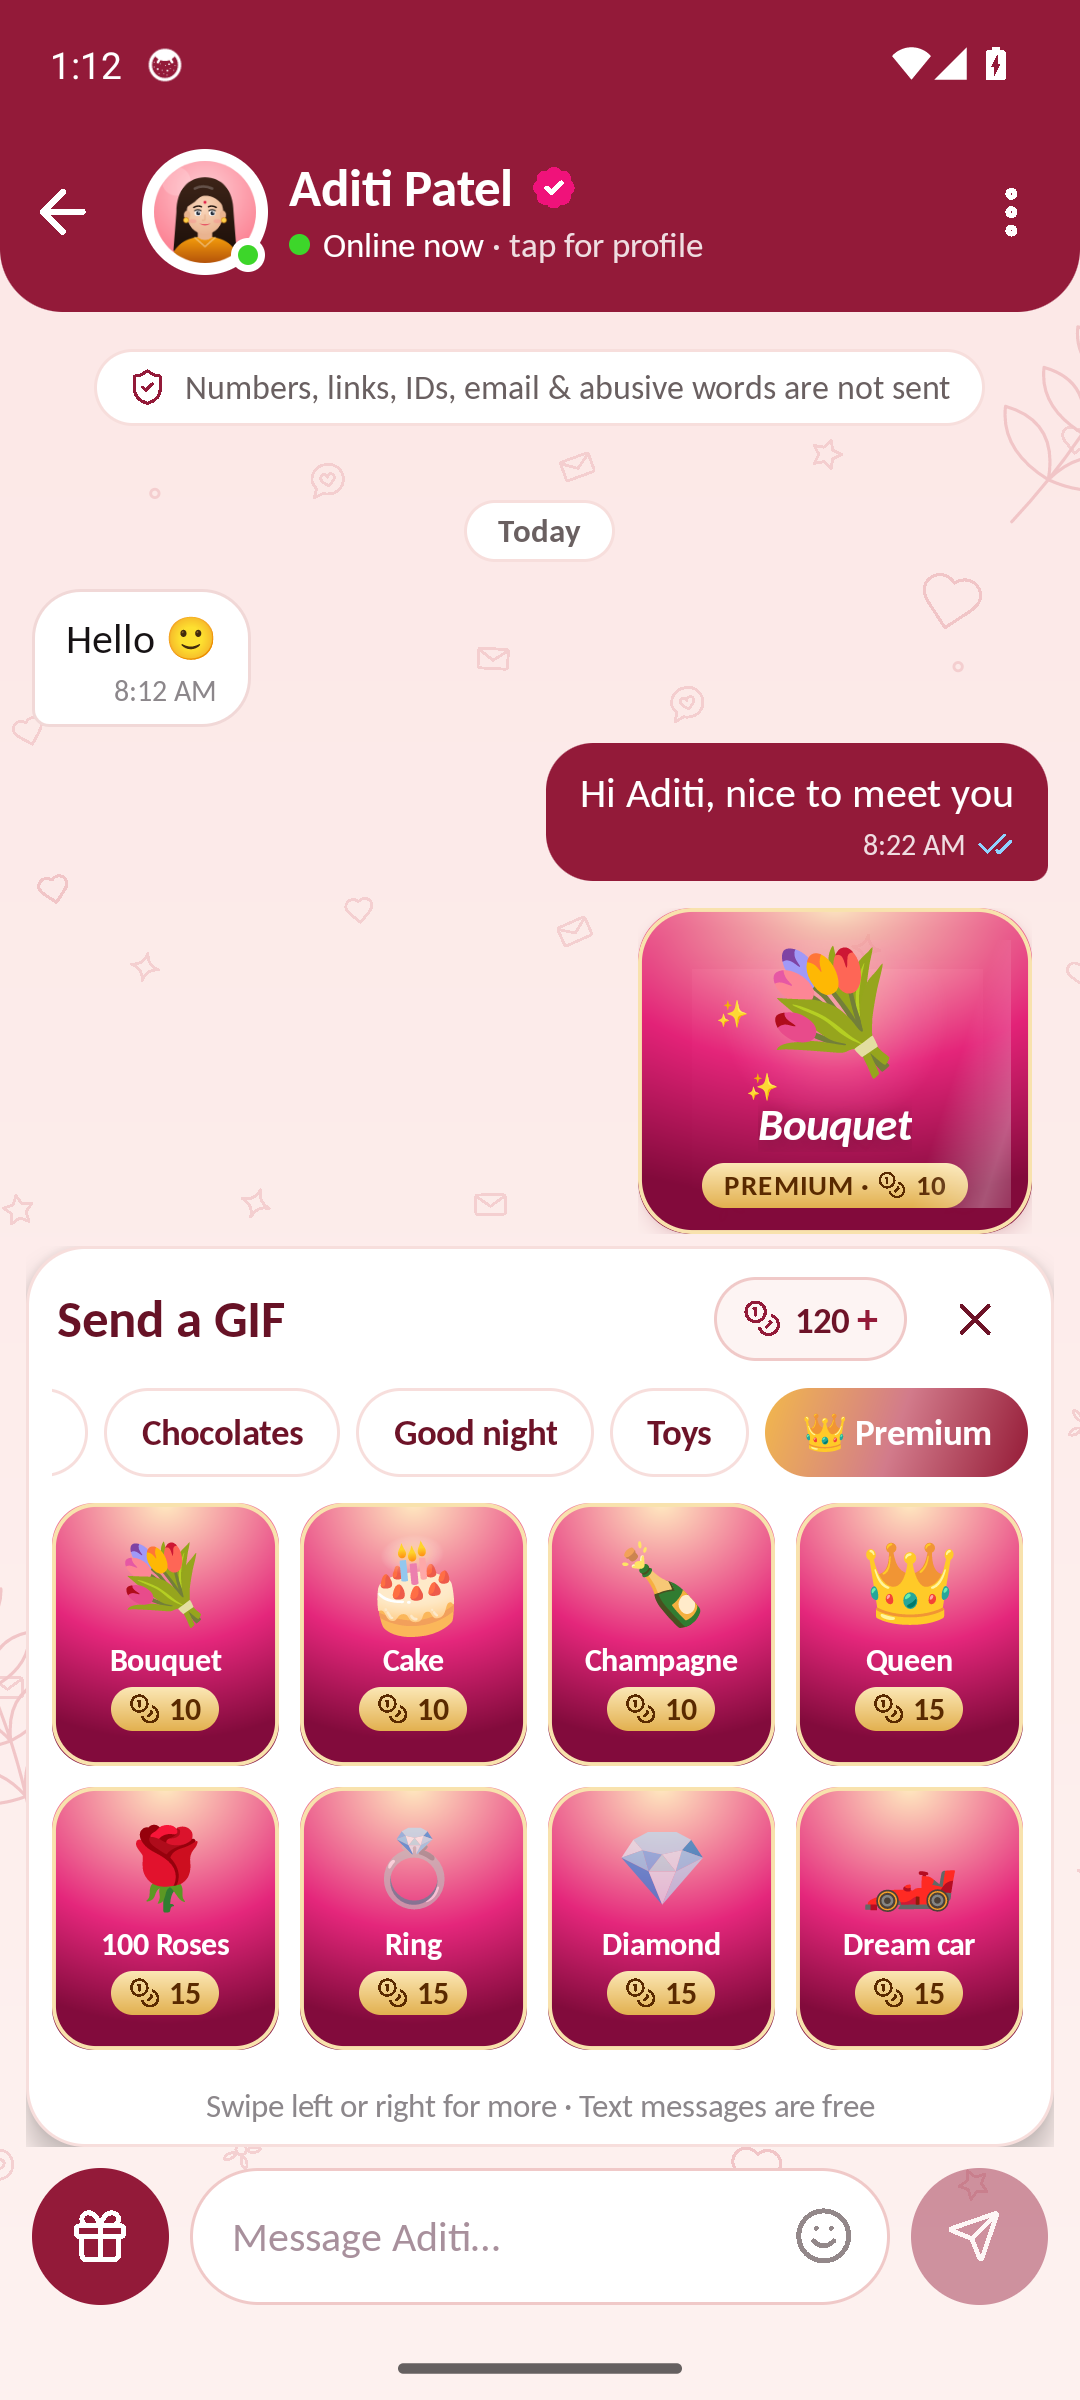 1:12
Aditi Patel
Online now · tap for profile
Numbers, links, IDs, email & abusive words are not sent
Today
Hello 🙂
8:12 AM
Hi Aditi, nice to meet you
8:22 AM
Bouquet
PREMIUM · 10
Send a GIF
120 +
Chocolates Good night Toys 👑 Premium
Bouquet Cake Champagne Queen
10 10 10 15
100 Roses Ring Diamond Dream car
15 15 15 15
Swipe left or right for more · Text messages are free
Message Aditi...